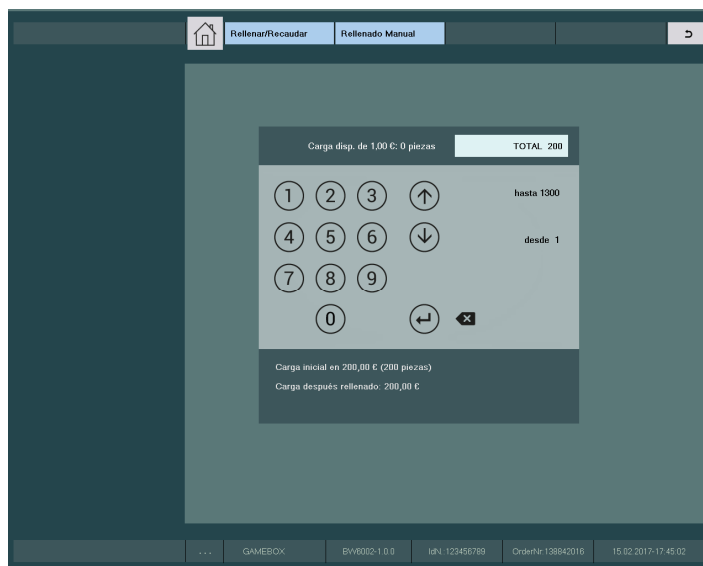 Rellenar/Recaudar Rellenado Manual
Carga disp. de 1,00 €: 0 piezas TOTAL 200
1 2 3 hasta 1300
4 5 6 desde 1
7 8 9
0
Carga inicial en 200,00 € (200 piezas)
Carga después rellenado: 200,00 €
... GAMEBOX BW6002-1.0.0 IdN.:123456789 OrderNr:138842016 15.02.2017-17:45:02